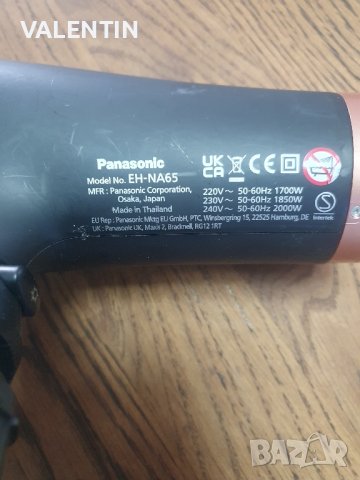 VALENTIN
Panasonic
Model No. EH-NA65
MFR : Panasonic Corporation,
Osaka, Japan
Made in Thailand
UK
CA
CE
220V～ 50-60Hz 1700W
230V～ 50-60Hz 1850W
240V～ 50-60Hz 2000W
S
Intertek
EU Rep : Panasonic Mktg EU GmbH, PTC, Winsbergring 15, 22525 Hamburg, DE
UK : Panasonic UK, Maxis 2, Bracknell, RG12 1RT
BAZAR